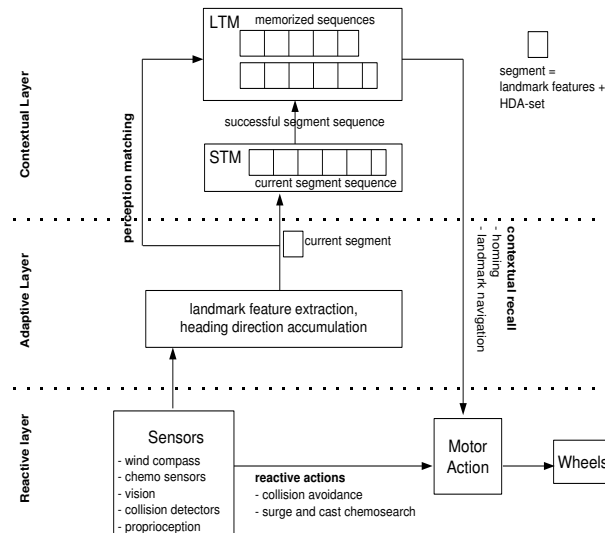 Contextual Layer
LTM memorized sequences
segment =
landmark features +
HDA-set
successful segment sequence
STM
current segment sequence
perception matching
Adaptive Layer
current segment
landmark feature extraction,
heading direction accumulation
contextual recall
- homing
- landmark navigation
Reactive layer
Sensors
- wind compass
- chemo sensors
- vision
- collision detectors
- proprioception
reactive actions
- collision avoidance
- surge and cast chemosearch
Motor
Action
Wheels